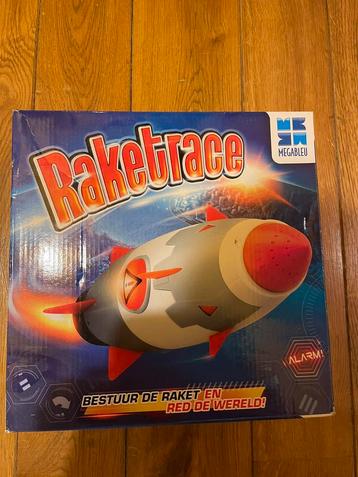 MEGABLEU
Raketrace
ALARM!
BESTUUR DE RAKET EN
RED DE WERELD!